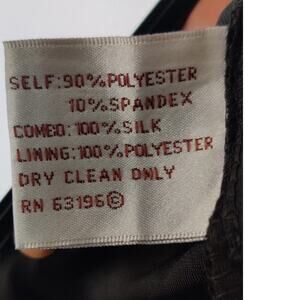 SELF:90%POLYESTER
10%SPANDEX
COMBO:100%SILK
LINING:100%POLYESTER
DRY CLEAN ONLY
RN 63196©